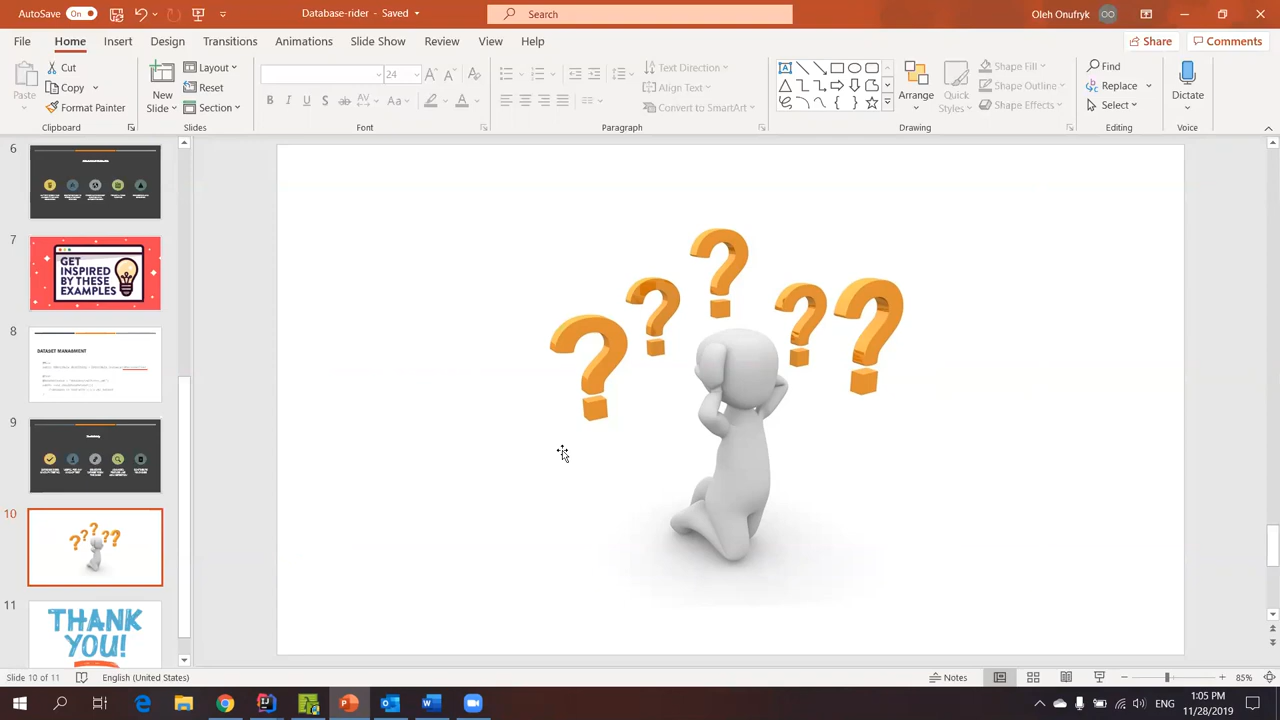 AutoSave On
Database-rider - Saved
Search
Oleh Onufryk OO
File Home Insert Design Transitions Animations Slide Show Review View Help
Share Comments
Paste Cut Copy Format Painter
New Slide Layout Reset Section
24
Text Direction
Align Text
Convert to SmartArt
Arrange Quick Styles
Shape Fill
Shape Outline
Shape Effects
Find
Replace
Select
Dictate
Clipboard Slides Font Paragraph Drawing Editing Voice
6
7
GET
INSPIRED
BY THESE
EXAMPLES
8
DATASET MANAGMENT
9
10
? ? ? ? ?
11
THANK
YOU!
Slide 10 of 11 English (United States) Notes 85%
1:05 PM
11/28/2019